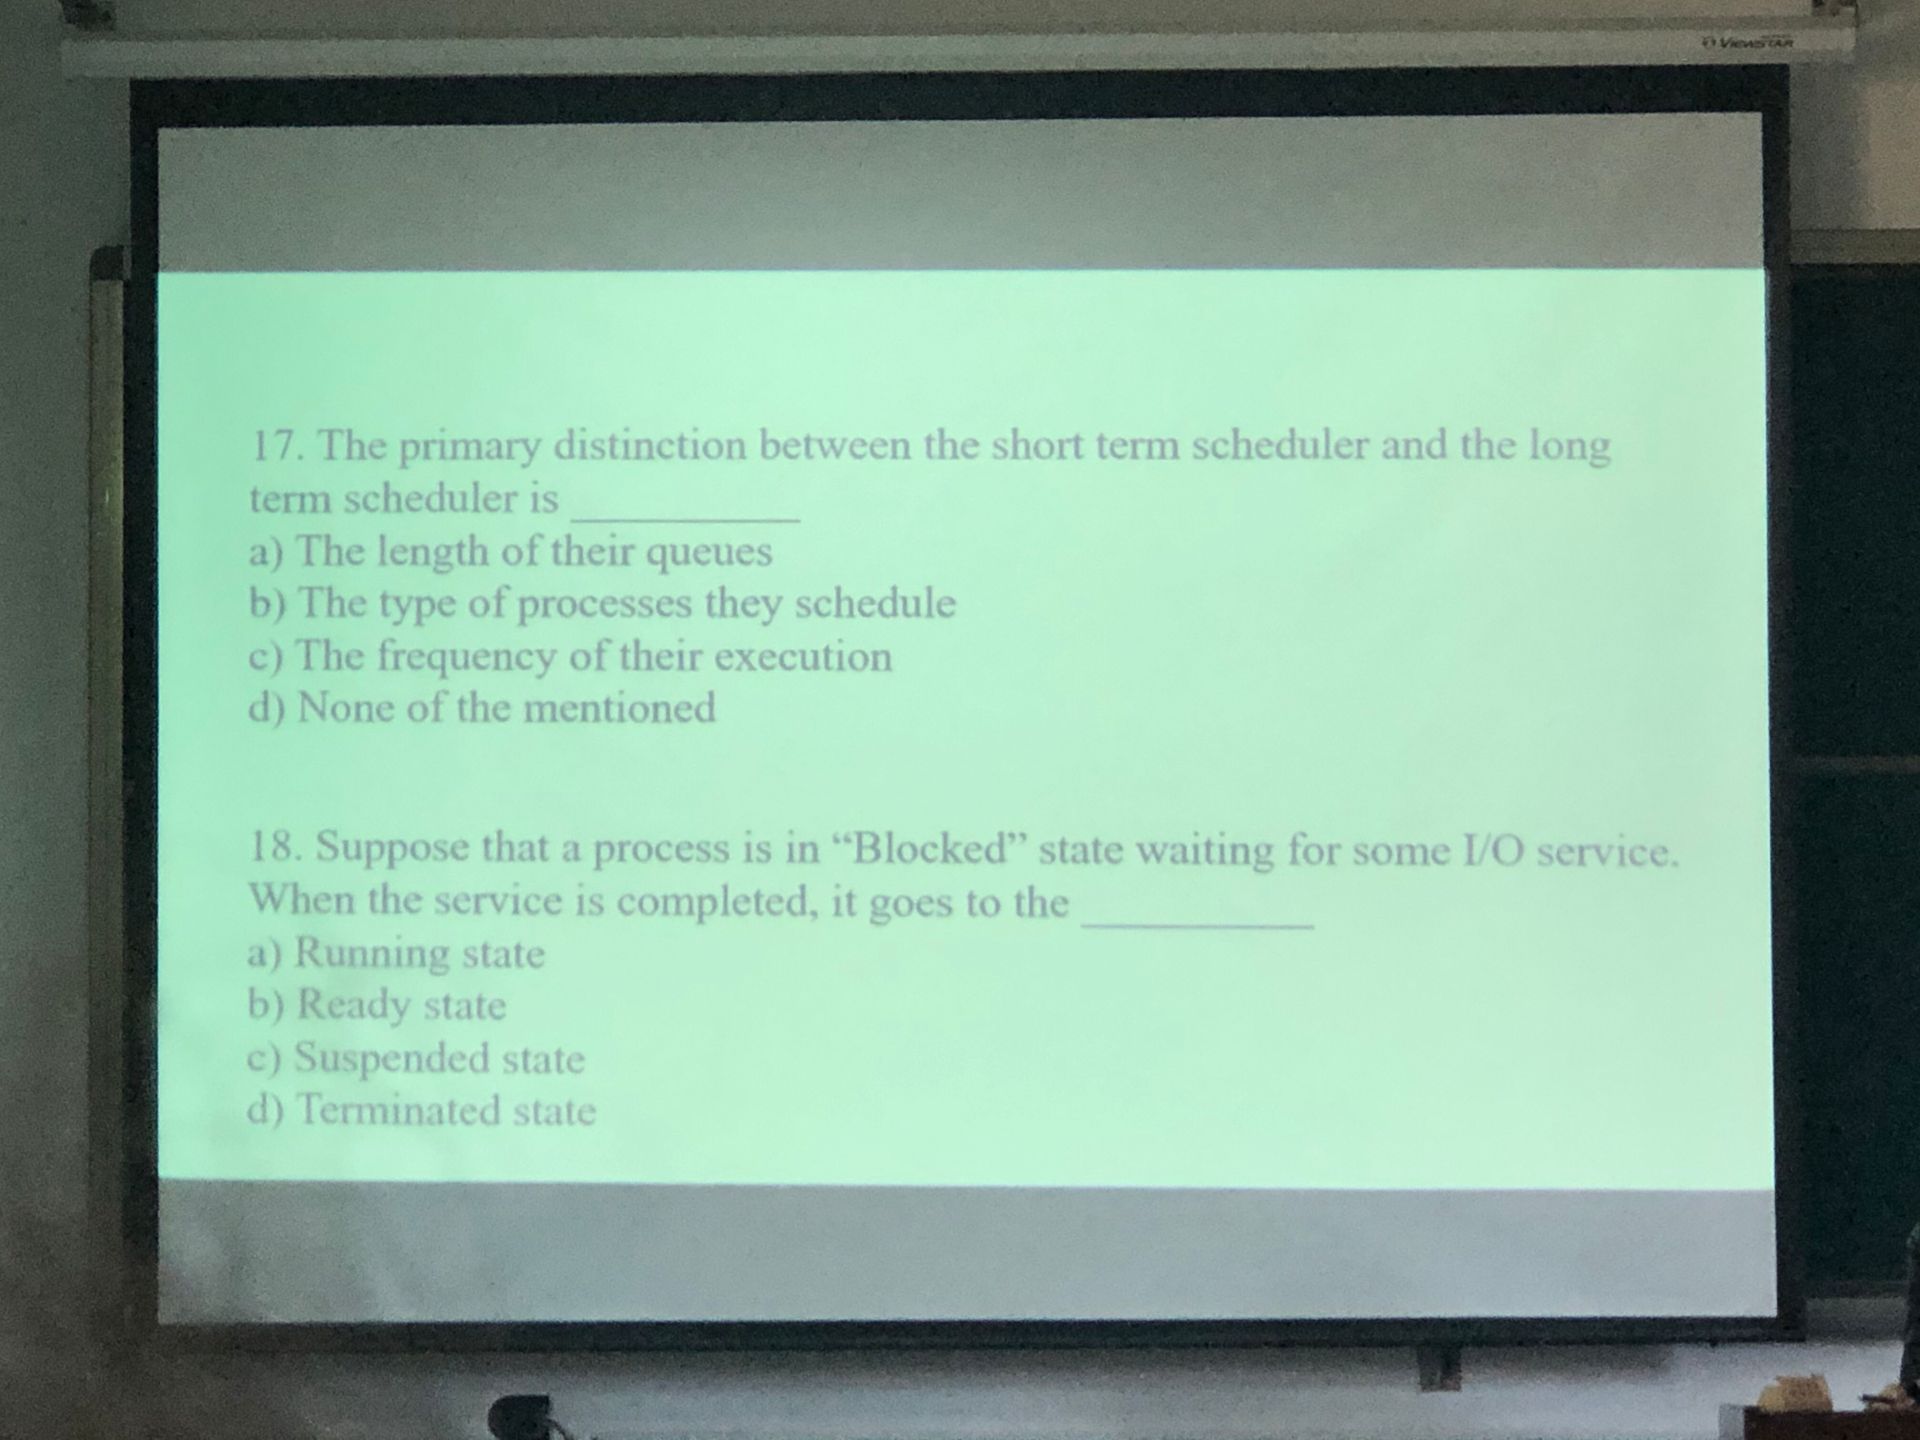 VIEWSTAR
17. The primary distinction between the short term scheduler and the long
term scheduler is __________
a) The length of their queues
b) The type of processes they schedule
c) The frequency of their execution
d) None of the mentioned
18. Suppose that a process is in “Blocked” state waiting for some I/O service.
When the service is completed, it goes to the __________
a) Running state
b) Ready state
c) Suspended state
d) Terminated state